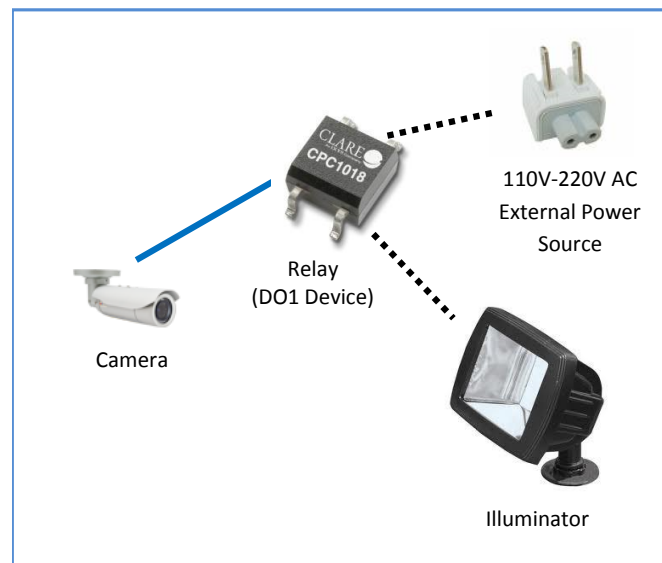 CLARE
CPC1018
110V-220V AC
External Power
Source
Relay
(DO1 Device)
Camera
Illuminator